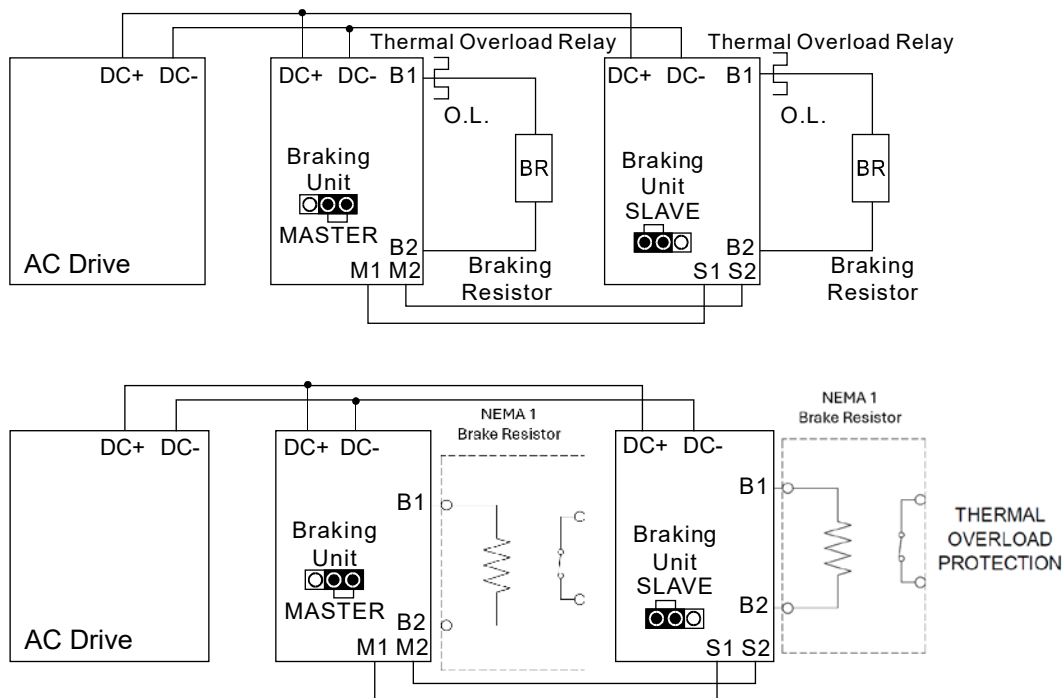 Thermal Overload Relay
Thermal Overload Relay
DC+ DC-
DC+ DC- B1
DC+ DC-
B1
O.L.
O.L.
Braking
Unit
MASTER
BR
Braking
Unit
SLAVE
BR
AC Drive
B2
M1 M2
Braking
Resistor
B2
S1 S2
Braking
Resistor
NEMA 1
Brake Resistor
NEMA 1
Brake Resistor
DC+ DC-
DC+ DC-
DC+ DC-
B1
B1
Braking
Unit
MASTER
Braking
Unit
SLAVE
THERMAL
OVERLOAD
PROTECTION
AC Drive
B2
M1 M2
B2
S1 S2